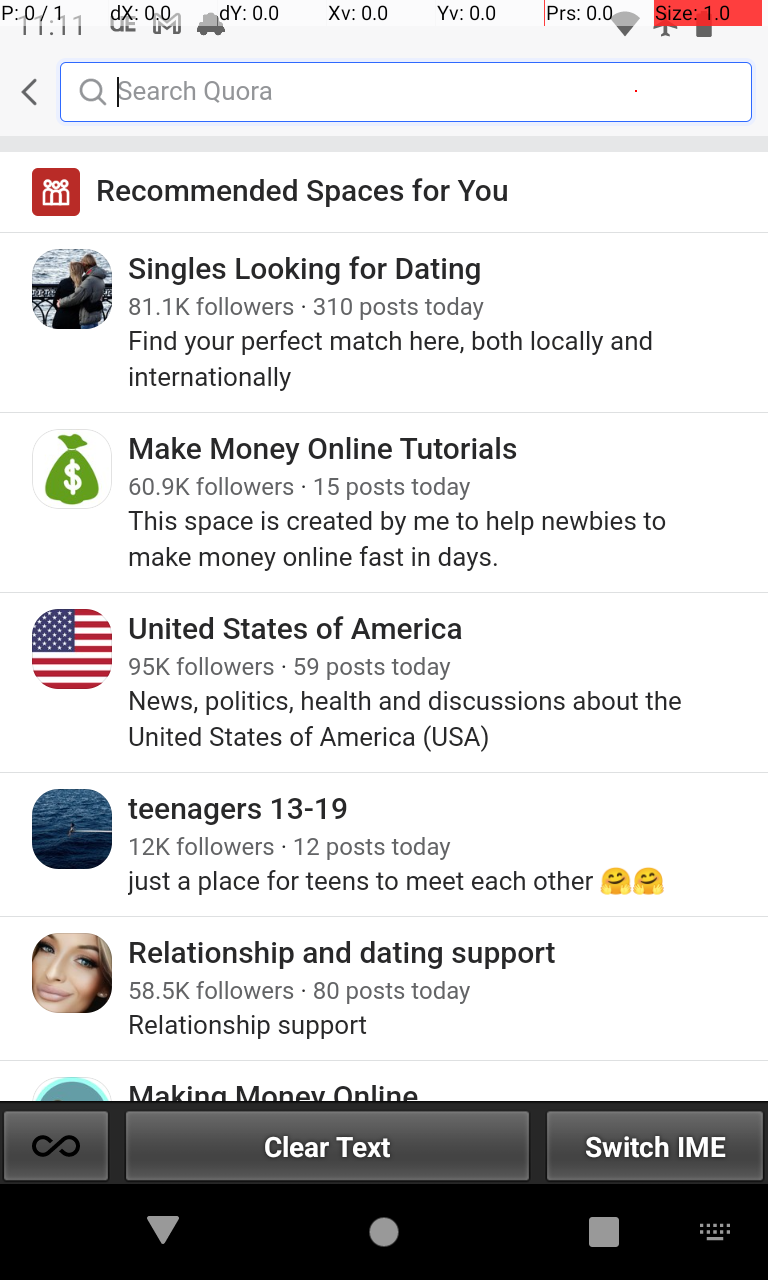 P: 0 / 1 dX: 0.0 dY: 0.0 Xv: 0.0 Yv: 0.0 Prs: 0.0 Size: 1.0
11:11 UE
Search Quora
Recommended Spaces for You
Singles Looking for Dating
81.1K followers · 310 posts today
Find your perfect match here, both locally and
internationally
Make Money Online Tutorials
60.9K followers · 15 posts today
This space is created by me to help newbies to
make money online fast in days.
United States of America
95K followers · 59 posts today
News, politics, health and discussions about the
United States of America (USA)
teenagers 13-19
12K followers · 12 posts today
just a place for teens to meet each other 🤗🤗
Relationship and dating support
58.5K followers · 80 posts today
Relationship support
Making Money Online
Clear Text
Switch IME